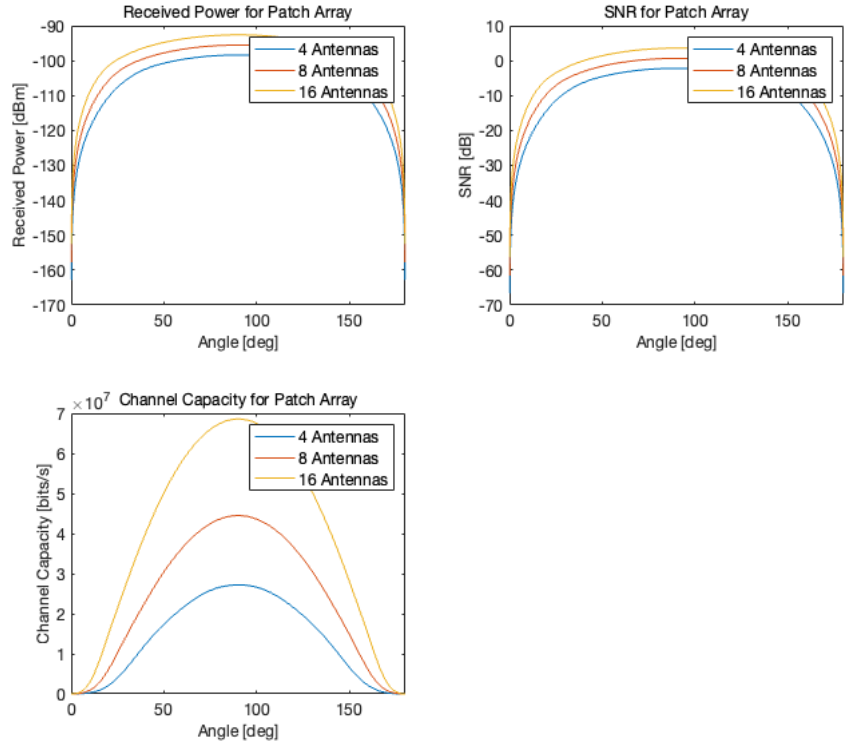 Received Power for Patch Array
-90
-100
-110
-120
-130
-140
-150
-160
-170
Received Power [dBm]
4 Antennas
8 Antennas
16 Antennas
0 50 100 150
Angle [deg]
SNR for Patch Array
10
0
-10
-20
-30
-40
-50
-60
-70
SNR [dB]
4 Antennas
8 Antennas
16 Antennas
0 50 100 150
Angle [deg]
×10^7 Channel Capacity for Patch Array
7
6
5
4
3
2
1
0
Channel Capacity [bits/s]
4 Antennas
8 Antennas
16 Antennas
0 50 100 150
Angle [deg]